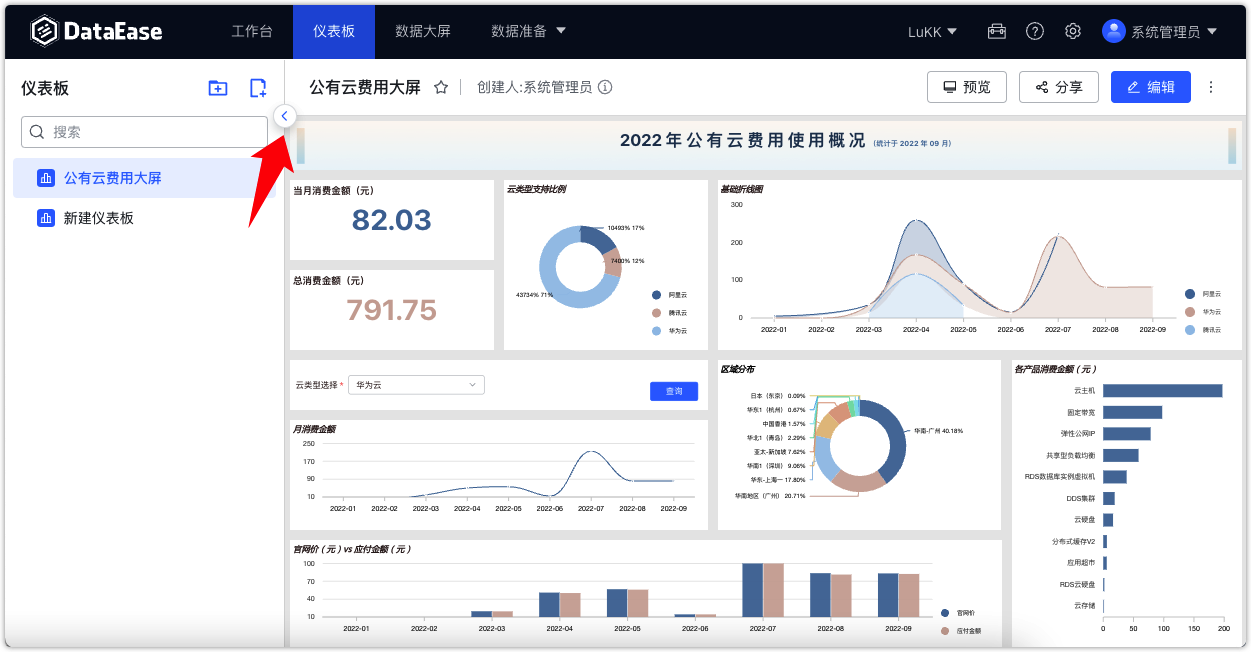 DataEase
工作台
仪表板
数据大屏
数据准备
LuKK
系统管理员
仪表板
搜索
公有云费用大屏
新建仪表板
公有云费用大屏
创建人:系统管理员
预览
分享
编辑
2022 年 公 有 云 费 用 使 用 概 况 (统计于 2022 年 09 月)
当月消费金额（元）
82.03
总消费金额（元）
791.75
云类型支持比例
10493% 17%
7400% 12%
43734% 71%
阿里云
腾讯云
华为云
基础折线图
300
200
100
0
2022-01 2022-02 2022-03 2022-04 2022-05 2022-06 2022-07 2022-08 2022-09
阿里云
华为云
腾讯云
云类型选择 *
华为云
查询
月消费金额
250
170
90
10
2022-01 2022-02 2022-03 2022-04 2022-05 2022-06 2022-07 2022-08 2022-09
区域分布
日本（东京）0.09%
华东1（杭州）0.67%
中国香港 1.57%
华北1（青岛）2.29%
亚太-新加坡 7.62%
华南1（深圳）9.06%
华东-上海一 17.80%
华南地区（广州）20.71%
华南-广州 40.18%
各产品消费金额（元）
云主机
固定带宽
弹性公网IP
共享型负载均衡
RDS数据库实例虚拟机
DDS集群
云硬盘
分布式缓存V2
应用超市
RDS云硬盘
云存储
0 50 100 150 200
官网价（元）vs 应付金额（元）
100
70
40
10
2022-01 2022-02 2022-03 2022-04 2022-05 2022-06 2022-07 2022-08 2022-09
官网价
应付金额